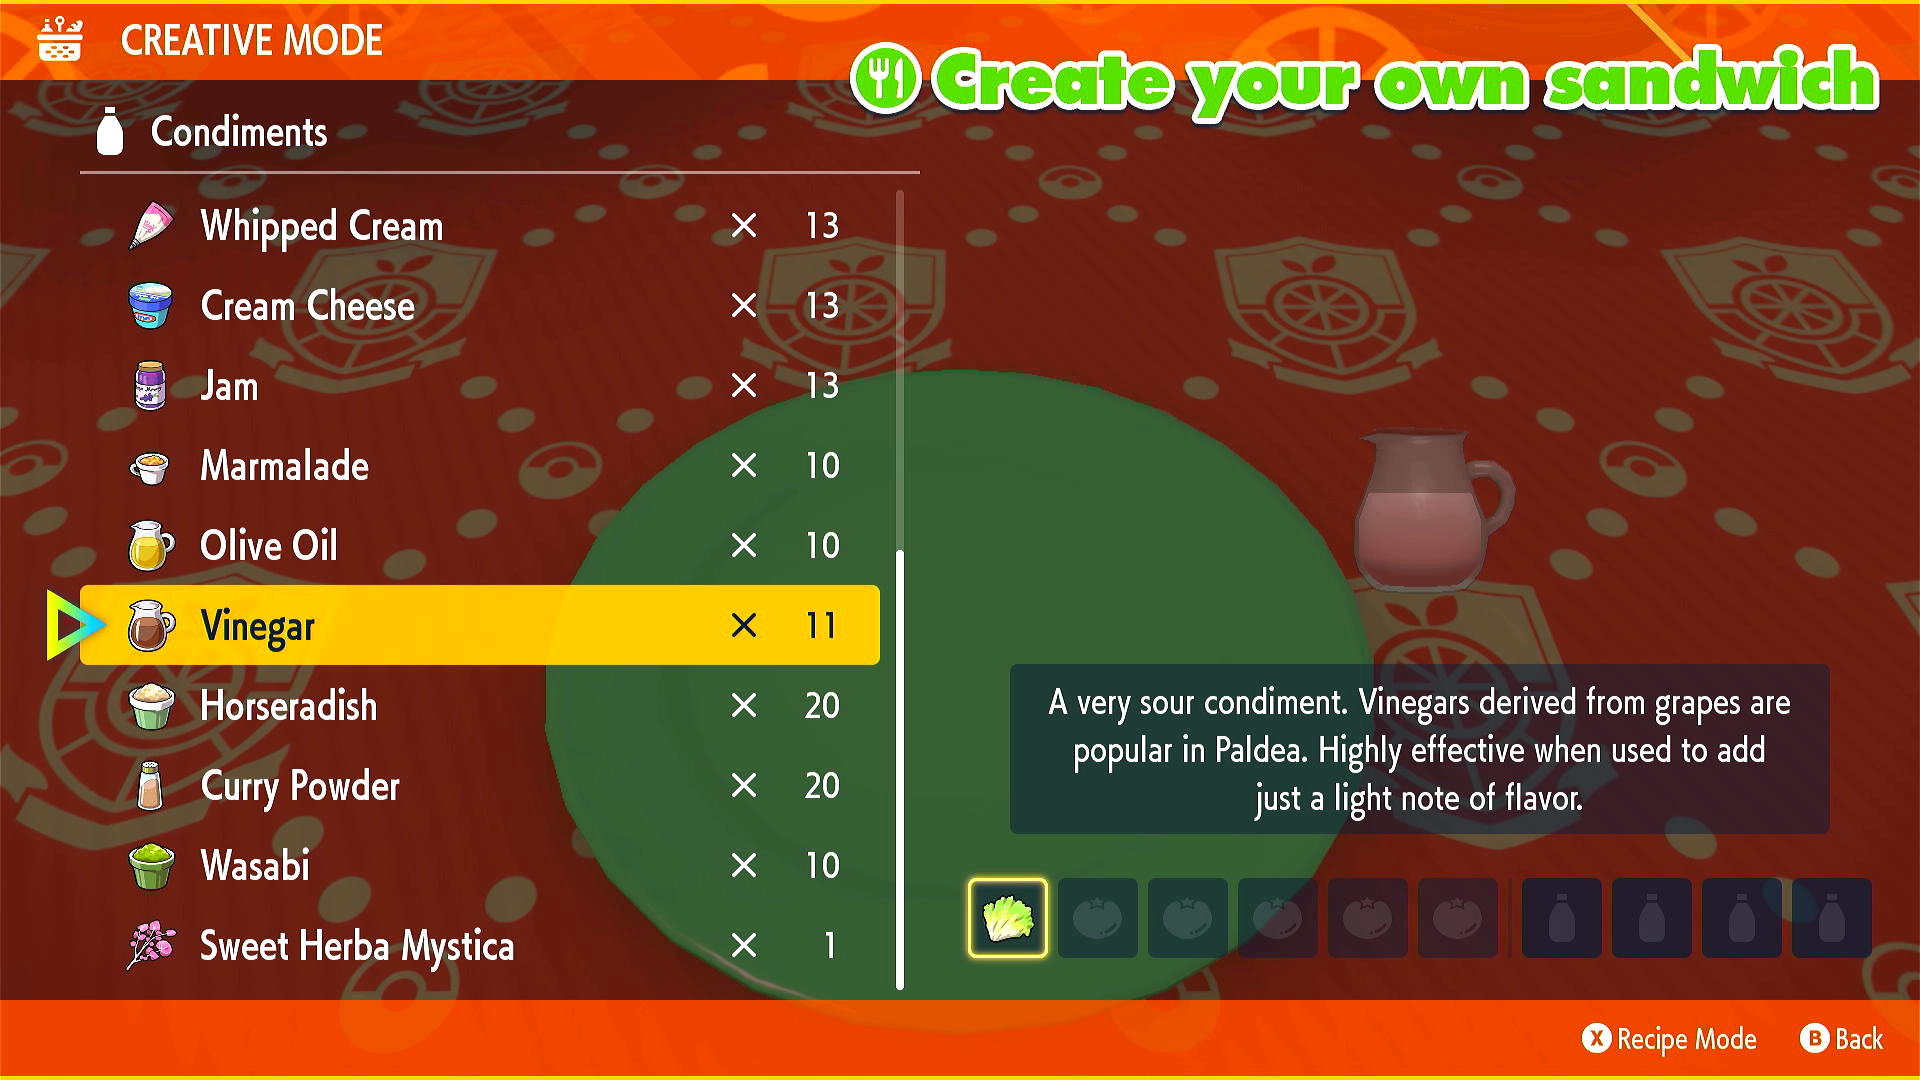 CREATIVE MODE
Create your own sandwich
Condiments
Whipped Cream × 13
Cream Cheese × 13
Jam × 13
Marmalade × 10
Olive Oil × 10
Vinegar × 11
Horseradish × 20
Curry Powder × 20
Wasabi × 10
Sweet Herba Mystica × 1
A very sour condiment. Vinegars derived from grapes are
popular in Paldea. Highly effective when used to add
just a light note of flavor.
X Recipe Mode B Back